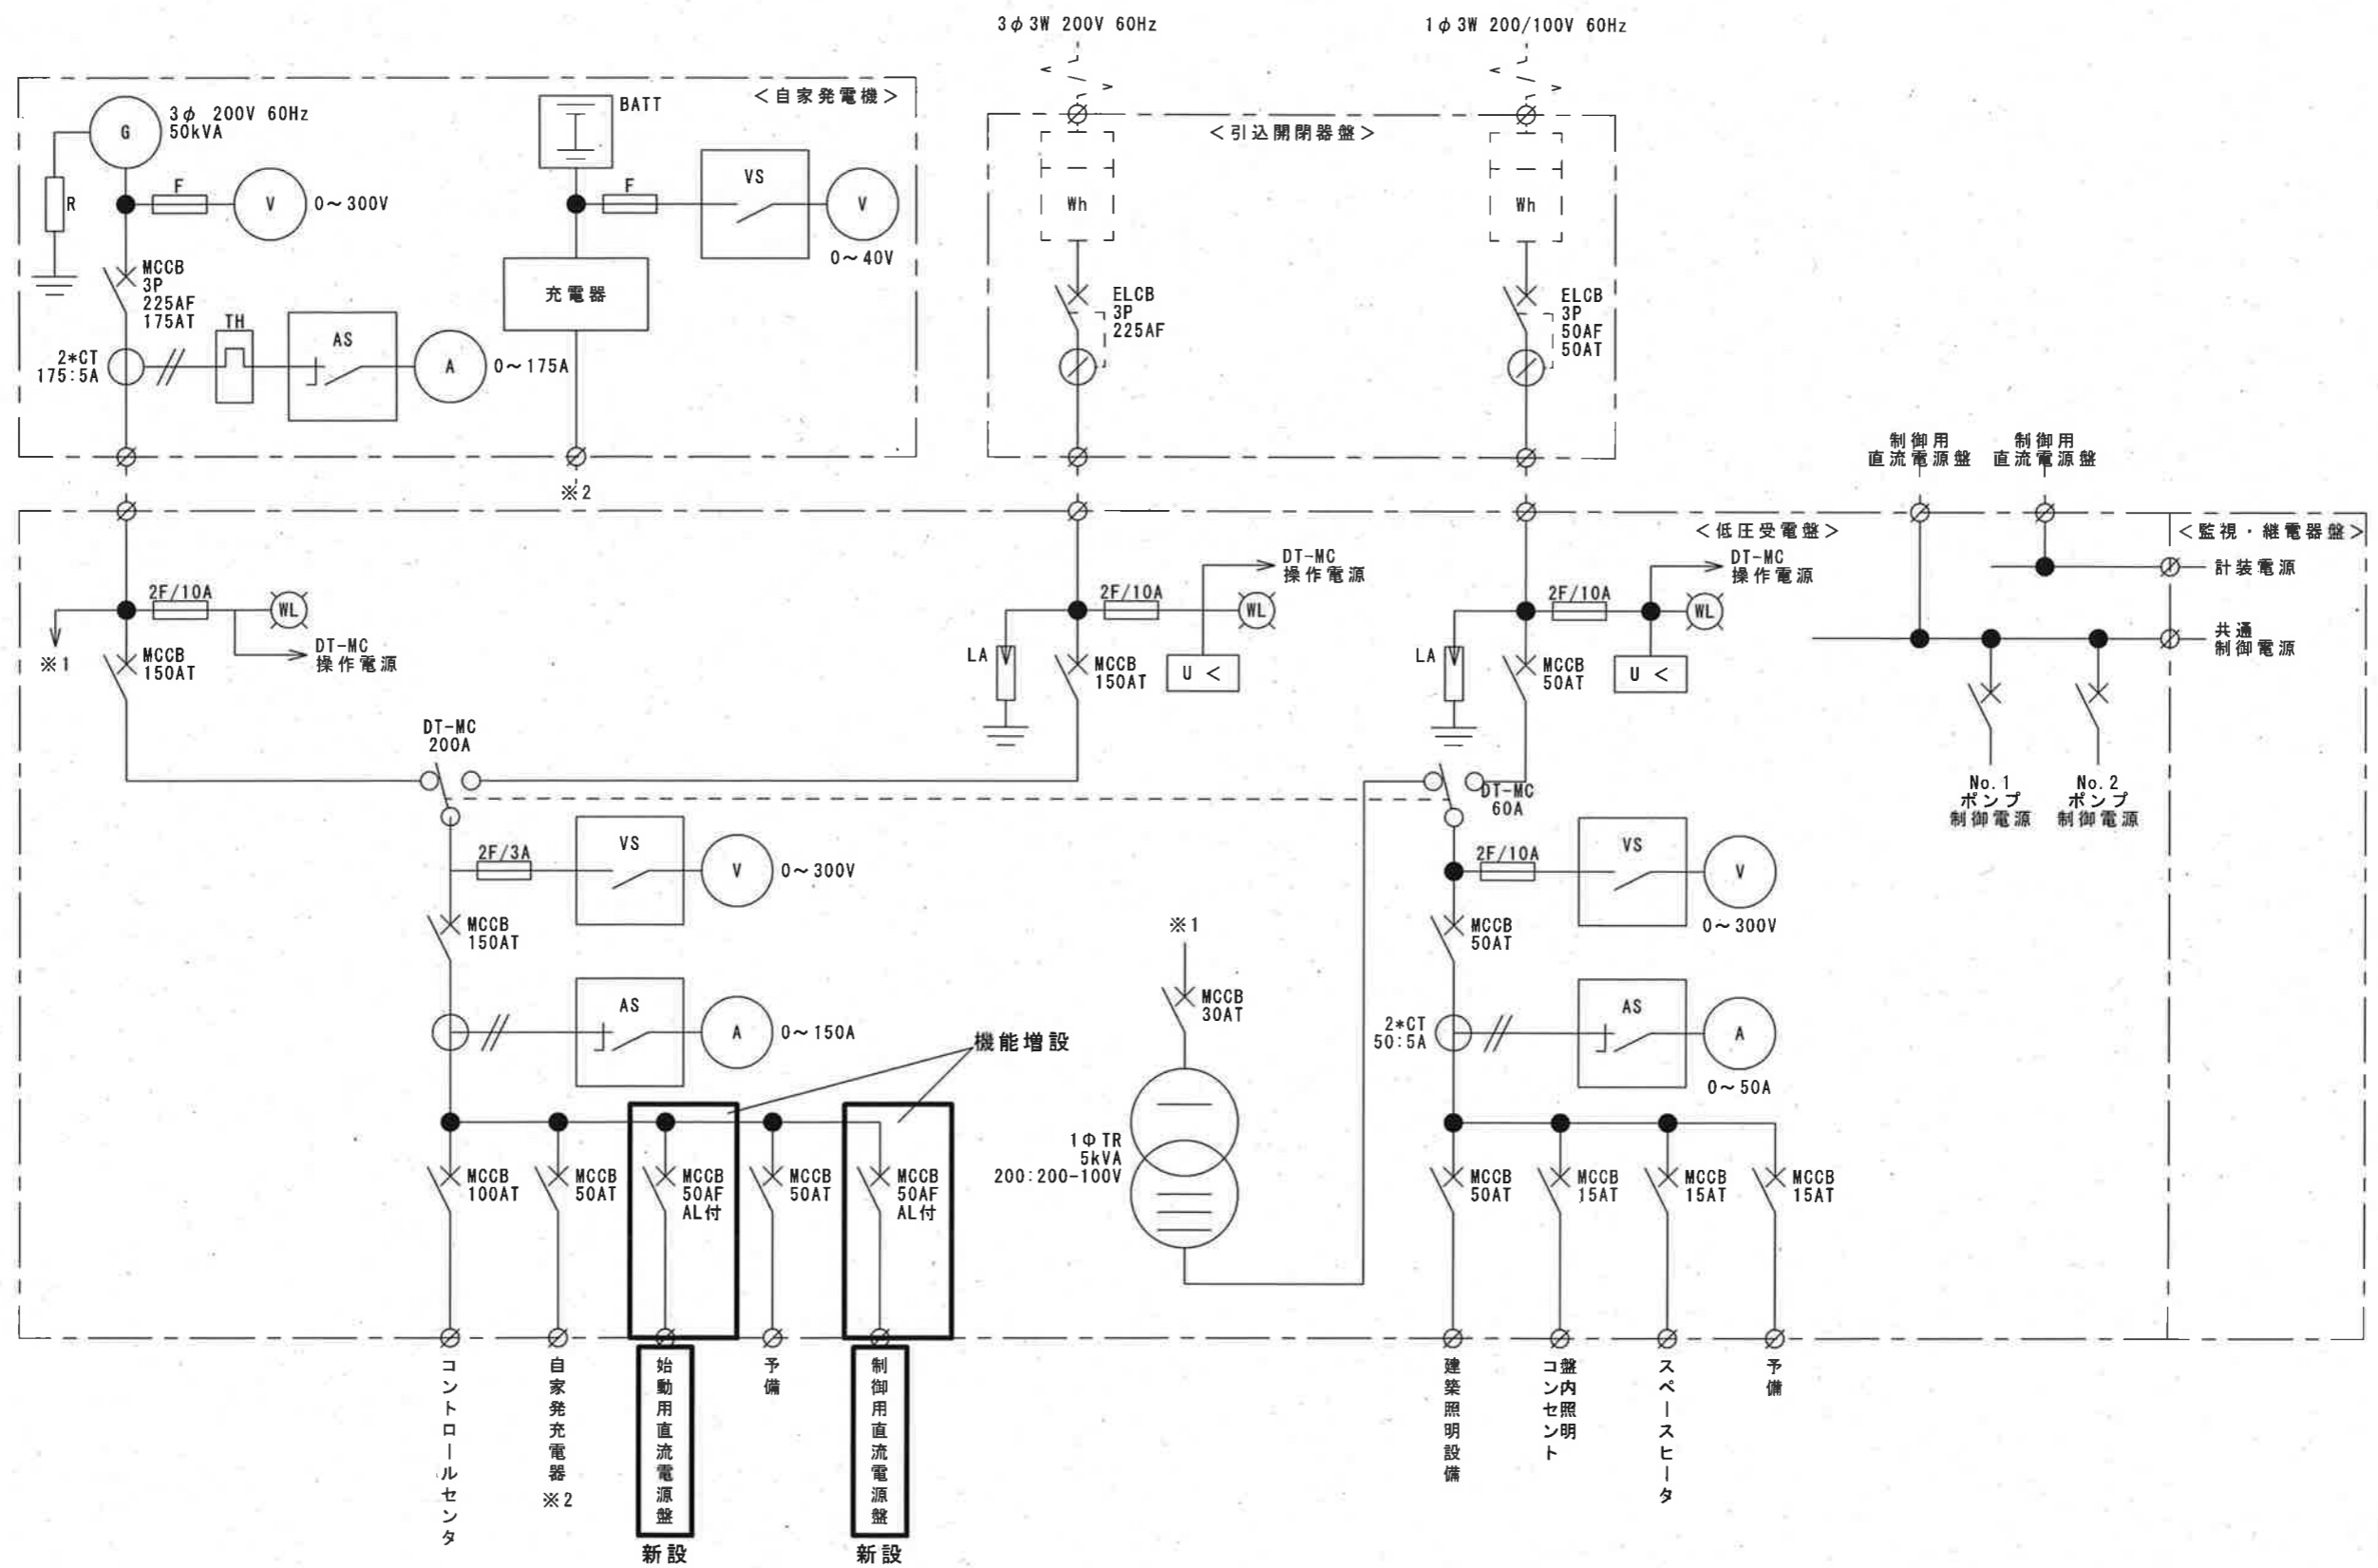 3φ3W 200V 60Hz
1φ3W 200/100V 60Hz
<自家発電機>
G
3φ 200V 60Hz
50kVA
R
F
V
0~300V
MCCB
3P
225AF
175AT
2*CT
175:5A
TH
AS
A
0~175A
BATT
F
VS
V
0~40V
充電器
※2
<引込開閉器盤>
Wh
ELCB
3P
225AF
Wh
ELCB
3P
50AF
50AT
制御用
直流電源盤
制御用
直流電源盤
<低圧受電盤>
<監視・継電器盤>
計装電源
共通
制御電源
No.1
ポンプ
制御電源
No.2
ポンプ
制御電源
※1
2F/10A
WL
DT-MC
操作電源
MCCB
150AT
LA
2F/10A
DT-MC
操作電源
WL
U <
MCCB
150AT
LA
2F/10A
DT-MC
操作電源
WL
U <
MCCB
50AT
DT-MC
200A
DT-MC
60A
2F/3A
VS
V
0~300V
MCCB
150AT
AS
A
0~150A
機能増設
MCCB
100AT
MCCB
50AT
MCCB
50AF
AL付
MCCB
50AT
MCCB
50AF
AL付
※1
MCCB
30AT
1ΦTR
5kVA
200:200-100V
2F/10A
VS
V
0~300V
MCCB
50AT
2*CT
50:5A
AS
A
0~50A
MCCB
50AT
MCCB
15AT
MCCB
15AT
MCCB
15AT
コントロールセンタ
自家発充電器
※2
始動用直流電源盤
新設
予備
制御用直流電源盤
新設
建築照明設備
盤内照明
コンセント
スペースヒータ
予備